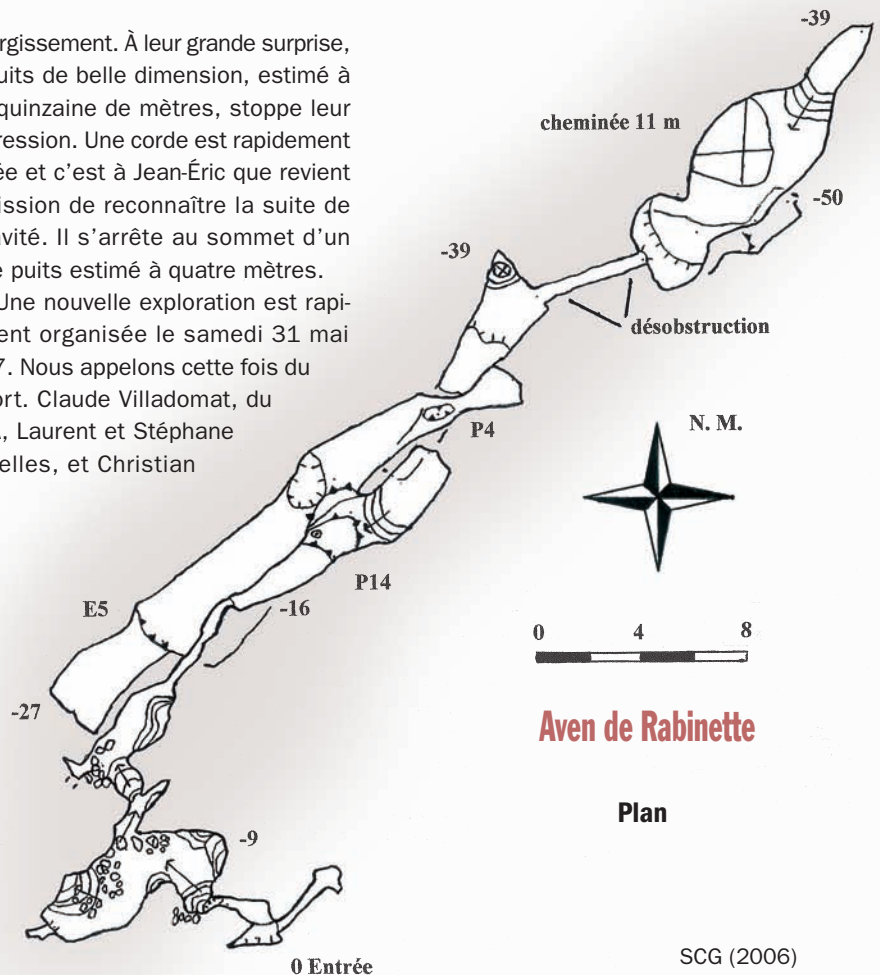 rgissement. À leur grande surprise,
uits de belle dimension, estimé à
quinzaine de mètres, stoppe leur
ression. Une corde est rapidement
ée et c'est à Jean-Éric que revient
ission de reconnaître la suite de
avité. Il s'arrête au sommet d'un
e puits estimé à quatre mètres.
Une nouvelle exploration est rapi-
ent organisée le samedi 31 mai
7. Nous appelons cette fois du
ort. Claude Villadomat, du
, Laurent et Stéphane
elles, et Christian
-39
cheminée 11 m
-50
-39
désobstruction
P4
N. M.
P14
E5
-16
0 4 8
-27
Aven de Rabinette
Plan
-9
0 Entrée
SCG (2006)